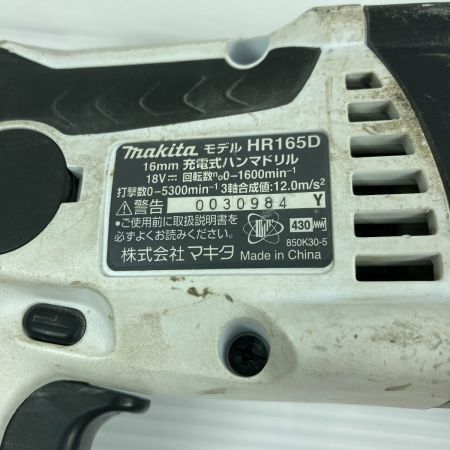 makita モデル HR165D
16mm 充電式ハンマドリル
18V⎓ 回転数n₀0-1600min⁻¹
打撃数0-5300min⁻¹ 3軸合成値:12.0m/s²
⚠警告 0030984 Y
●ご使用前に取扱説明書を
必ずよくお読みください。
430
850K30-5
株式会社 マキタ Made in China